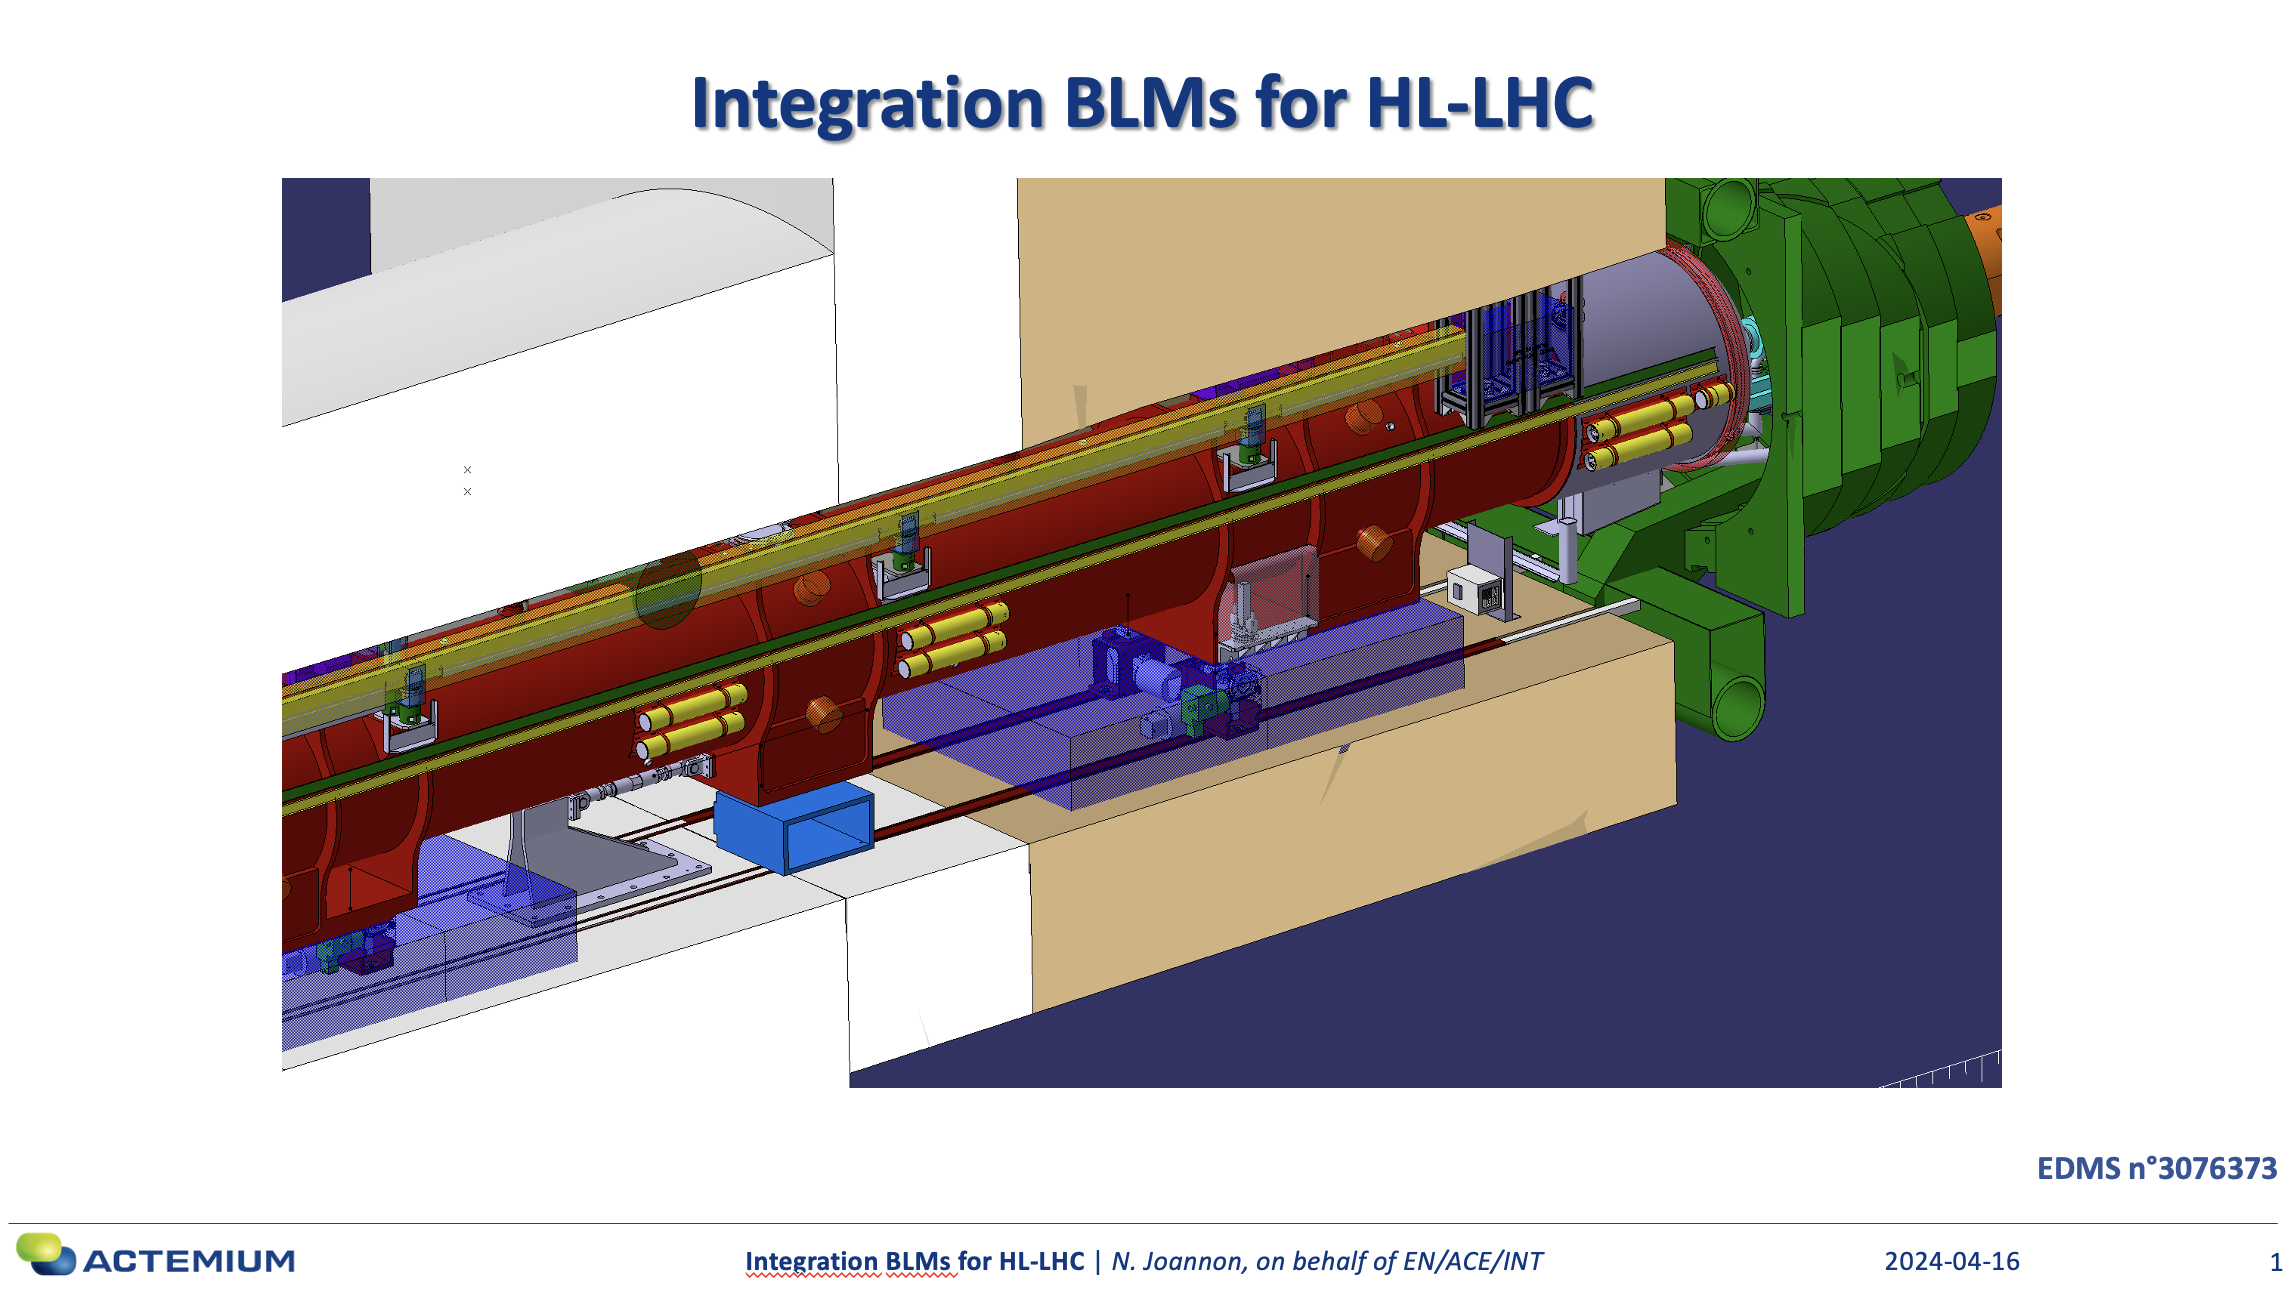 Integration BLMs for HL-LHC
EDMS n°3076373
ACTEMIUM
Integration BLMs for HL-LHC | N. Joannon, on behalf of EN/ACE/INT
2024-04-16
1